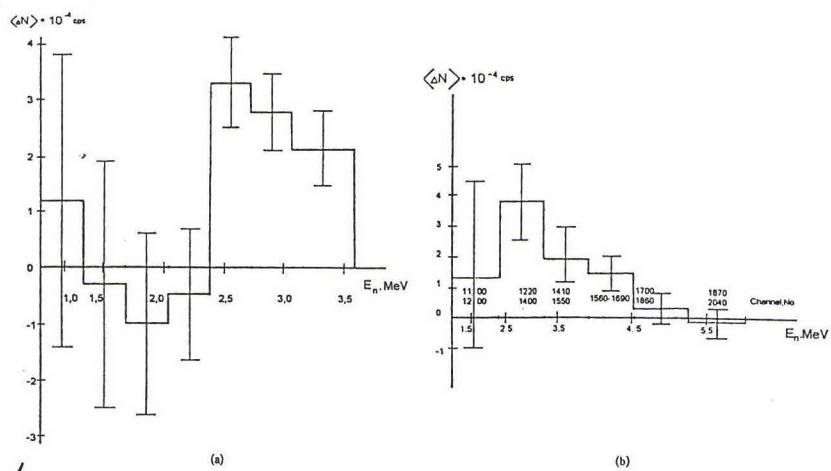 ⟨ΔN⟩ • 10⁻⁴ cps
4
3
2
1
0
-1
-2
-3
1,0 1,5 2,0 2,5 3,0 3,5
Eₙ.MeV
(a)
⟨ΔN⟩ • 10⁻⁴ cps
5
4
3
2
1
0
-1
1100 1220 1410 1560-1690 1700 1870
1200 1400 1550 1860 2040 Channel,No
1.5 2 5 3.5 4. 5 5.5
Eₙ.MeV
(b)